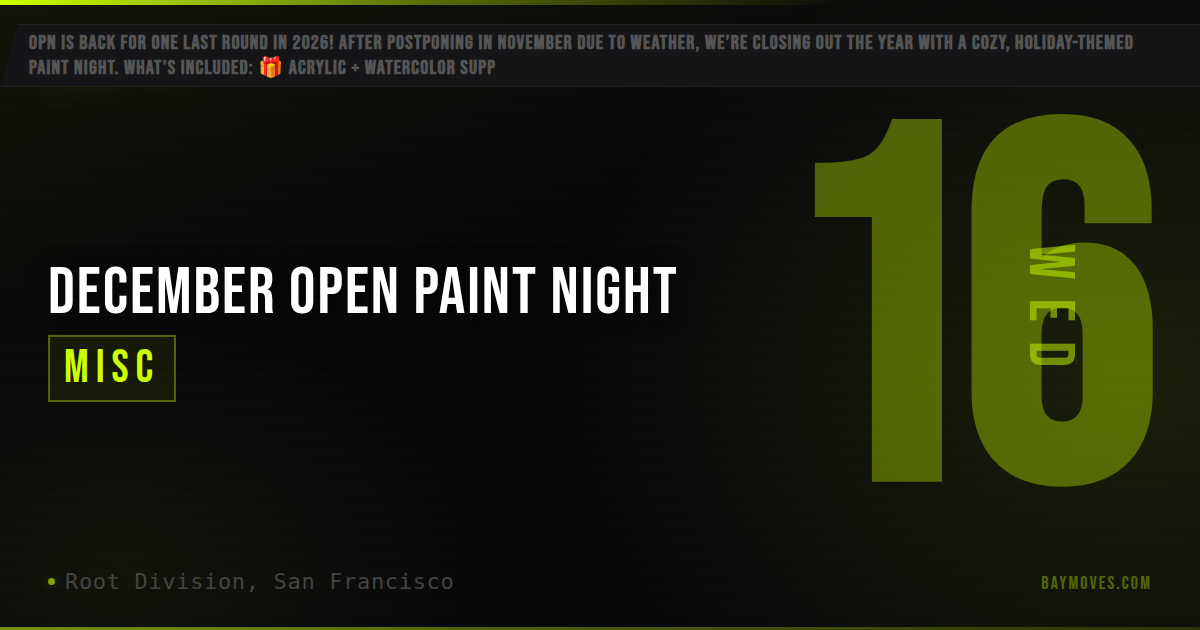 OPN IS BACK FOR ONE LAST ROUND IN 2026! AFTER POSTPONING IN NOVEMBER DUE TO WEATHER, WE'RE CLOSING OUT THE YEAR WITH A COZY, HOLIDAY-THEMED
PAINT NIGHT. WHAT'S INCLUDED: 🎁 ACRYLIC + WATERCOLOR SUPP
16
WED
DECEMBER OPEN PAINT NIGHT
MISC
Root Division, San Francisco
BAYMOVES.COM